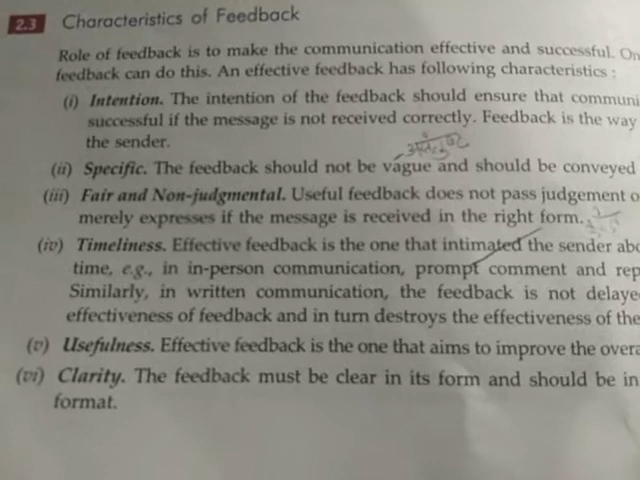 2.3 Characteristics of Feedback
Role of feedback is to make the communication effective and successful. On
feedback can do this. An effective feedback has following characteristics :
(i) Intention. The intention of the feedback should ensure that communi
successful if the message is not received correctly. Feedback is the way
the sender.
(ii) Specific. The feedback should not be vague and should be conveyed
(iii) Fair and Non-judgmental. Useful feedback does not pass judgement o
merely expresses if the message is received in the right form.
(iv) Timeliness. Effective feedback is the one that intimated the sender abo
time, e.g., in in-person communication, prompt comment and rep
Similarly, in written communication, the feedback is not delaye
effectiveness of feedback and in turn destroys the effectiveness of the
(v) Usefulness. Effective feedback is the one that aims to improve the overa
(vi) Clarity. The feedback must be clear in its form and should be in
format.